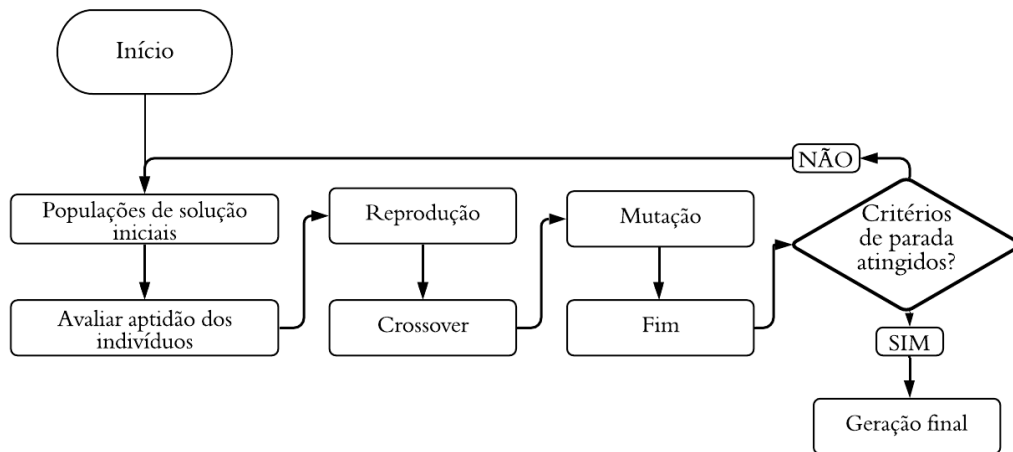 Início
NÃO
Populações de solução
iniciais
Reprodução
Mutação
Critérios
de parada
atingidos?
Avaliar aptidão dos
indivíduos
Crossover
Fim
SIM
Geração final